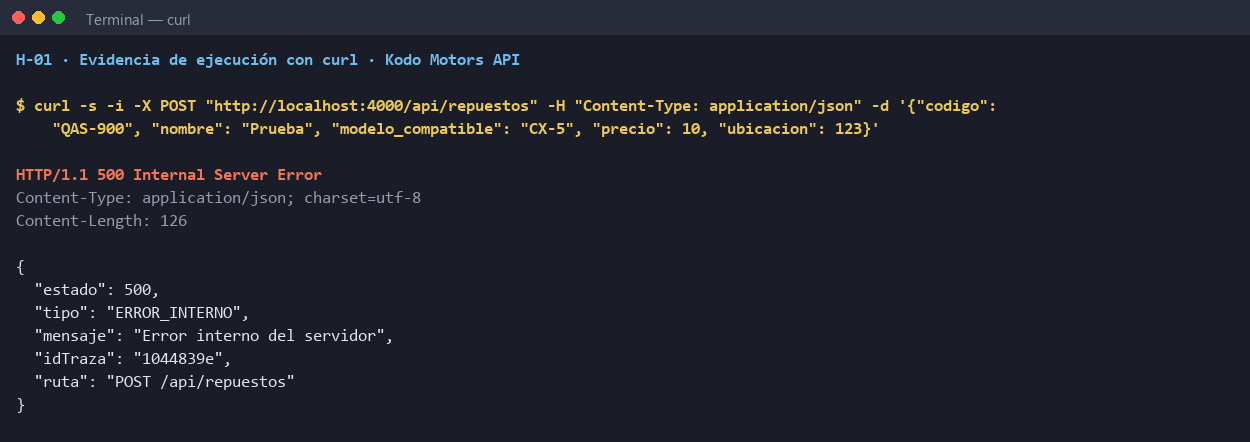 Terminal — curl
H-01 · Evidencia de ejecución con curl · Kodo Motors API
$ curl -s -i -X POST "http://localhost:4000/api/repuestos" -H "Content-Type: application/json" -d '{"codigo":
"QAS-900", "nombre": "Prueba", "modelo_compatible": "CX-5", "precio": 10, "ubicacion": 123}'
HTTP/1.1 500 Internal Server Error
Content-Type: application/json; charset=utf-8
Content-Length: 126
{
"estado": 500,
"tipo": "ERROR_INTERNO",
"mensaje": "Error interno del servidor",
"idTraza": "1044839e",
"ruta": "POST /api/repuestos"
}